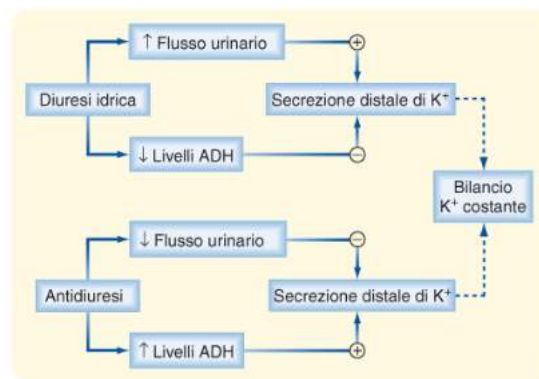 ↑ Flusso urinario
+
Diuresi idrica
Secrezione distale di K⁺
↓ Livelli ADH
−
Bilancio
K⁺ costante
↓ Flusso urinario
−
Antidiuresi
Secrezione distale di K⁺
↑ Livelli ADH
+